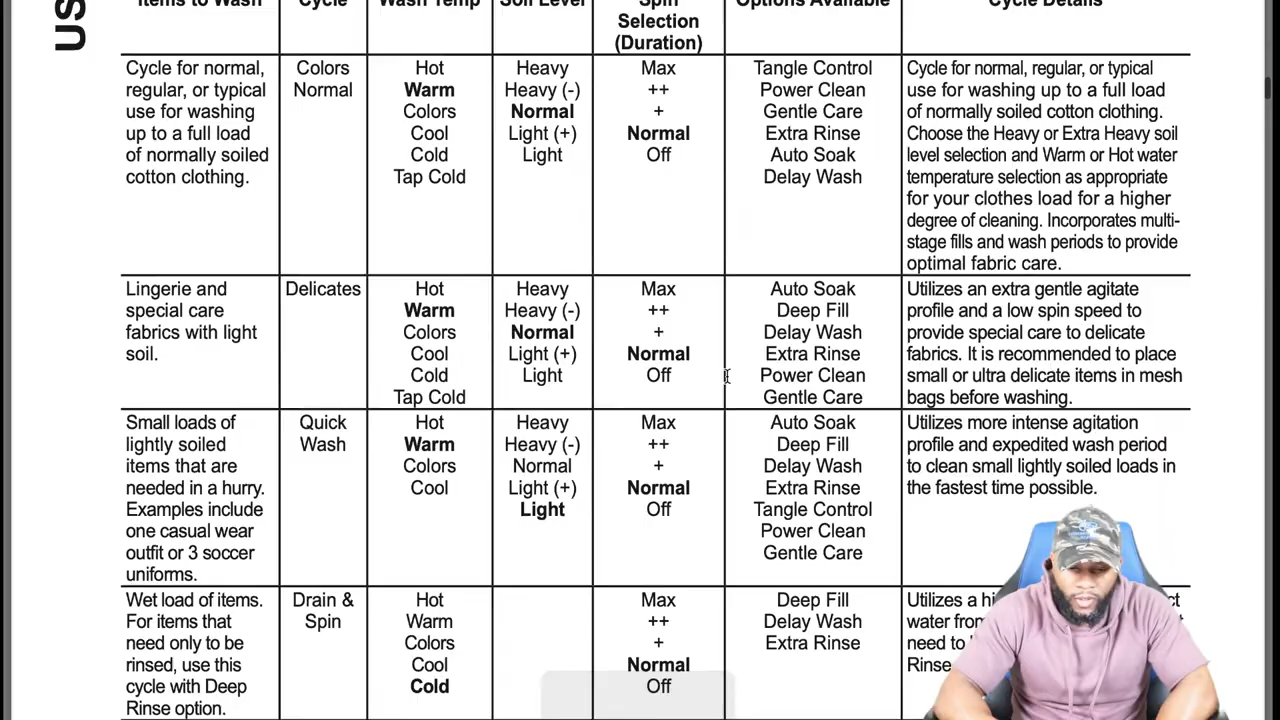 US
Items to Wash
Cycle
Wash Temp
Soil Level
Spin
Selection
(Duration)
Options Available
Cycle Details
Cycle for normal,
regular, or typical
use for washing
up to a full load
of normally soiled
cotton clothing.
Colors
Normal
Hot
Warm
Colors
Cool
Cold
Tap Cold
Heavy
Heavy (-)
Normal
Light (+)
Light
Max
++
+
Normal
Off
Tangle Control
Power Clean
Gentle Care
Extra Rinse
Auto Soak
Delay Wash
Cycle for normal, regular, or typical
use for washing up to a full load
of normally soiled cotton clothing.
Choose the Heavy or Extra Heavy soil
level selection and Warm or Hot water
temperature selection as appropriate
for your clothes load for a higher
degree of cleaning. Incorporates multi-
stage fills and wash periods to provide
optimal fabric care.
Lingerie and
special care
fabrics with light
soil.
Delicates
Hot
Warm
Colors
Cool
Cold
Tap Cold
Heavy
Heavy (-)
Normal
Light (+)
Light
Max
++
+
Normal
Off
Auto Soak
Deep Fill
Delay Wash
Extra Rinse
Power Clean
Gentle Care
Utilizes an extra gentle agitate
profile and a low spin speed to
provide special care to delicate
fabrics. It is recommended to place
small or ultra delicate items in mesh
bags before washing.
Small loads of
lightly soiled
items that are
needed in a hurry.
Examples include
one casual wear
outfit or 3 soccer
uniforms.
Quick
Wash
Hot
Warm
Colors
Cool
Heavy
Heavy (-)
Normal
Light (+)
Light
Max
++
+
Normal
Off
Auto Soak
Deep Fill
Delay Wash
Extra Rinse
Tangle Control
Power Clean
Gentle Care
Utilizes more intense agitation
profile and expedited wash period
to clean small lightly soiled loads in
the fastest time possible.
Wet load of items.
For items that
need only to be
rinsed, use this
cycle with Deep
Rinse option.
Drain &
Spin
Hot
Warm
Colors
Cool
Cold
Max
++
+
Normal
Off
Deep Fill
Delay Wash
Extra Rinse
Utilizes a
water
need to
Rinse